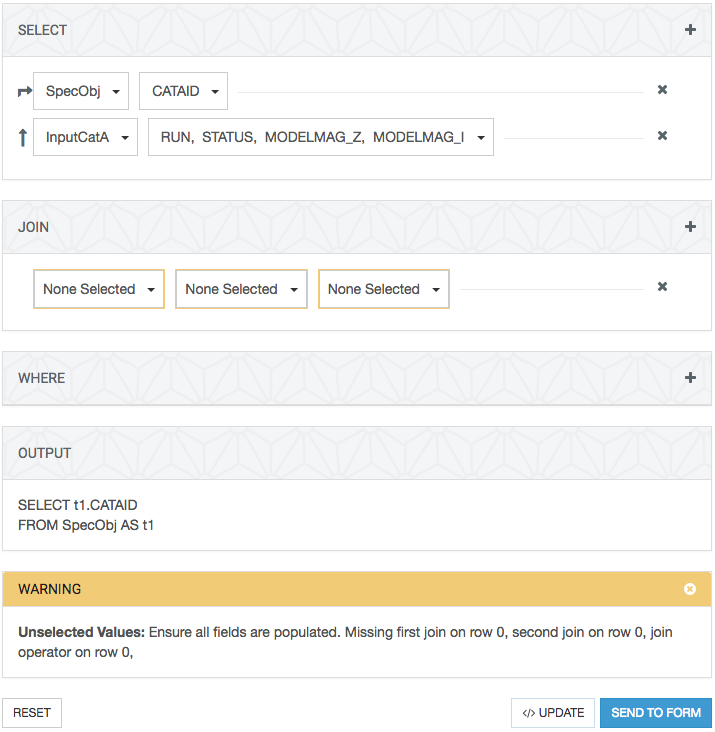 SELECT
SpecObj CATAID
InputCatA RUN, STATUS, MODELMAG_Z, MODELMAG_I
JOIN
None Selected None Selected None Selected
WHERE
OUTPUT
SELECT t1.CATAID
FROM SpecObj AS t1
WARNING
Unselected Values: Ensure all fields are populated. Missing first join on row 0, second join on row 0, join
operator on row 0,
RESET </> UPDATE SEND TO FORM